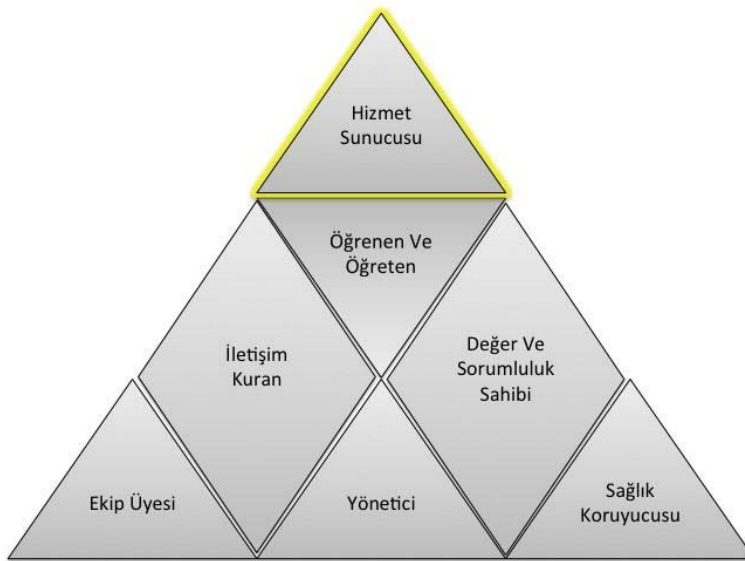 Hizmet
Sunucusu
Öğrenen Ve
Öğreten
İletişim
Kuran
Değer Ve
Sorumluluk
Sahibi
Ekip Üyesi
Yönetici
Sağlık
Koruyucusu